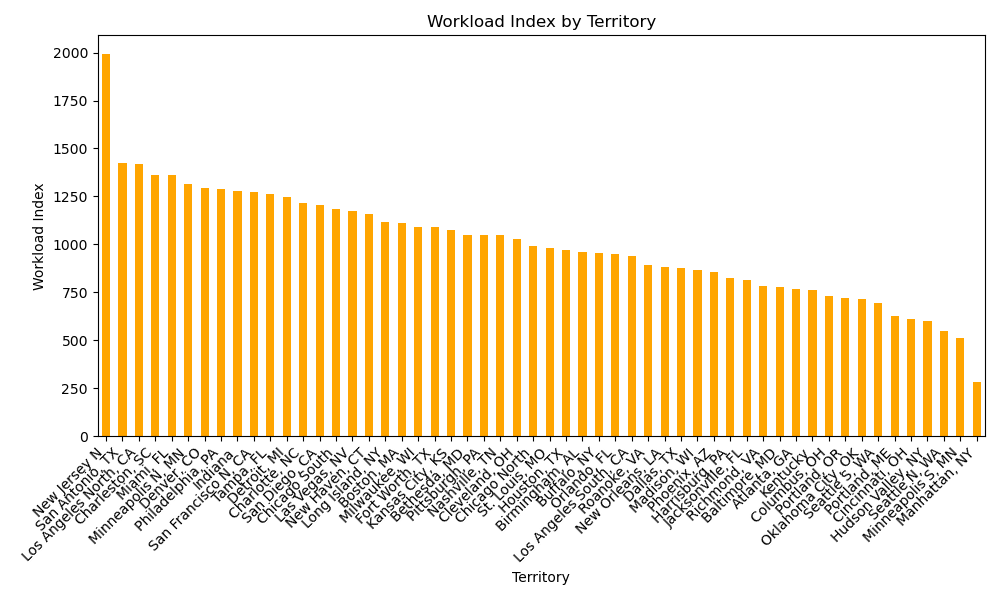 Workload Index by Territory
Workload Index
2000
1750
1500
1250
1000
750
500
250
0
New Jersey N
San Antonio, TX
Los Angeles North, CA
Charleston, SC
Miami, FL
Minneapolis N, MN
Denver, CO
Philadelphia, PA
Indiana
San Francisco N, CA
Tampa, FL
Detroit, MI
Charlotte, NC
San Diego, CA
Chicago South
Las Vegas, NV
New Haven, CT
Long Island, NY
Boston, MA
Milwaukee, WI
Fort Worth, TX
Kansas City, KS
Bethesda, MD
Pittsburgh, PA
Nashville, TN
Cleveland, OH
Chicago North
St. Louis, MO
Houston, TX
Birmingham, AL
Buffalo, NY
Orlando, FL
Los Angeles South, CA
Roanoke, VA
New Orleans, LA
Dallas, TX
Madison, WI
Phoenix, AZ
Harrisburg, PA
Jacksonville, FL
Richmond, VA
Baltimore, MD
Atlanta, GA
Kentucky
Columbus, OH
Portland, OR
Oklahoma City, OK
Seattle S, WA
Portland, ME
Cincinnati, OH
Hudson Valley, NY
Seattle N, WA
Minneapolis S, MN
Manhattan, NY
Territory